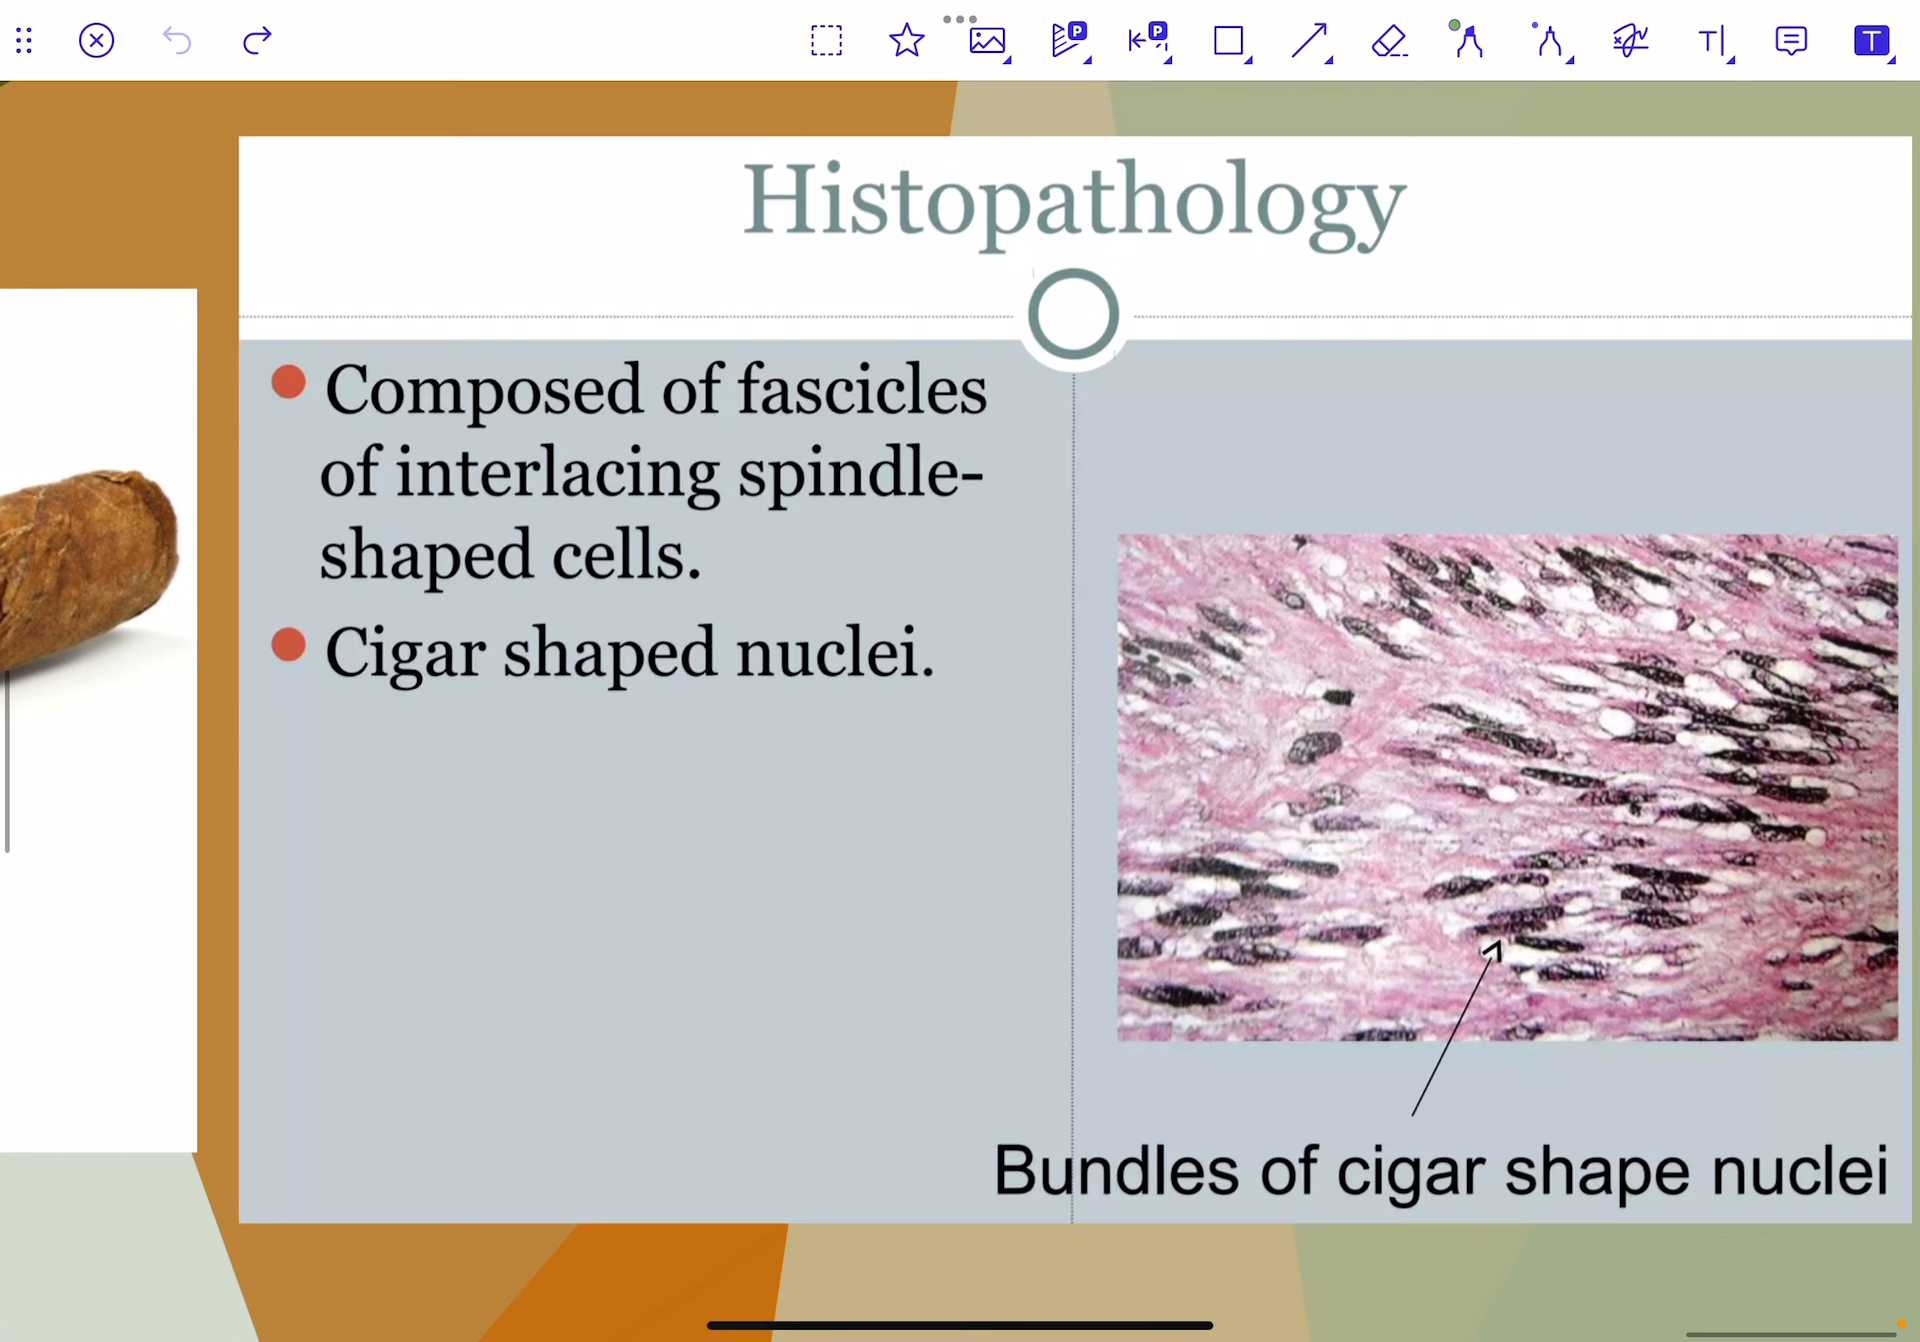 Histopathology
Composed of fascicles
of interlacing spindle-
shaped cells.
Cigar shaped nuclei.
Bundles of cigar shape nuclei